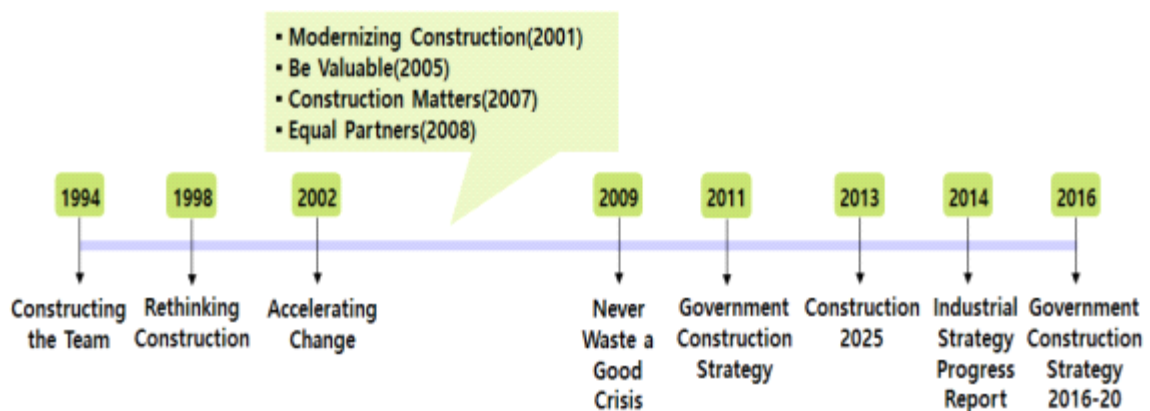 ▪ Modernizing Construction(2001)
▪ Be Valuable(2005)
▪ Construction Matters(2007)
▪ Equal Partners(2008)
1994
1998
2002
2009
2011
2013
2014
2016
Constructing
the Team
Rethinking
Construction
Accelerating
Change
Never
Waste a
Good
Crisis
Government
Construction
Strategy
Construction
2025
Industrial
Strategy
Progress
Report
Government
Construction
Strategy
2016-20